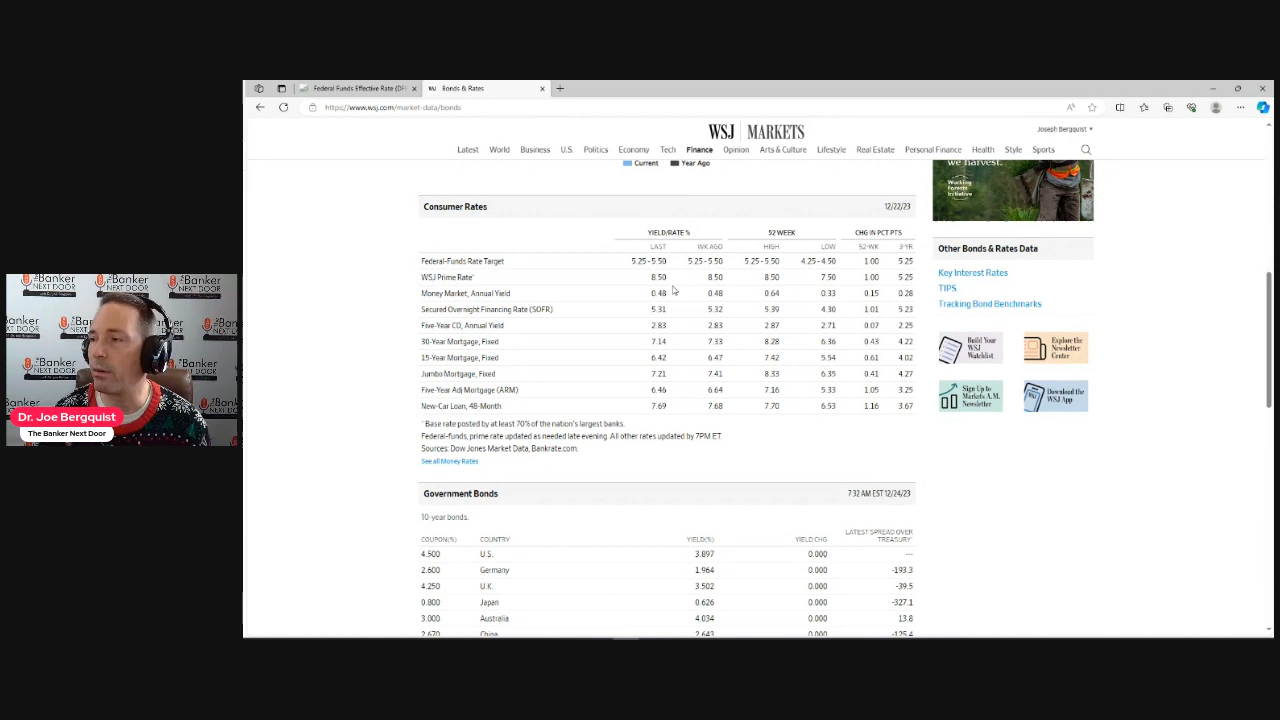 Federal Funds Effective Rate (DFF
Bonds & Rates
https://www.wsj.com/market-data/bonds
WSJ | MARKETS
Joseph Bergquist
Latest World Business U.S. Politics Economy Tech Finance Opinion Arts & Culture Lifestyle Real Estate Personal Finance Health Style Sports
Current Year Ago
we harvest.
Working
Forests
Initiative
Consumer Rates 12/22/23
YIELD/RATE % 52 WEEK CHG IN PCT PTS
LAST WK AGO HIGH LOW 52-WK 3-YR
Federal-Funds Rate Target 5.25 - 5.50 5.25 - 5.50 5.25 - 5.50 4.25 - 4.50 1.00 5.25
WSJ Prime Rate* 8.50 8.50 8.50 7.50 1.00 5.25
Money Market, Annual Yield 0.48 0.48 0.64 0.33 0.15 0.28
Secured Overnight Financing Rate (SOFR) 5.31 5.32 5.39 4.30 1.01 5.23
Five-Year CD, Annual Yield 2.83 2.83 2.87 2.71 0.07 2.25
30-Year Mortgage, Fixed 7.14 7.33 8.28 6.36 0.43 4.22
15-Year Mortgage, Fixed 6.42 6.47 7.42 5.54 0.61 4.02
Jumbo Mortgage, Fixed 7.21 7.41 8.33 6.35 0.41 4.27
Five-Year Adj Mortgage (ARM) 6.46 6.64 7.16 5.33 1.05 3.25
New-Car Loan, 48-Month 7.69 7.68 7.70 6.53 1.16 3.67
* Base rate posted by at least 70% of the nation's largest banks.
Federal-funds, prime rate updated as needed late evening. All other rates updated by 7PM ET.
Sources: Dow Jones Market Data, Bankrate.com.
See all Money Rates
Government Bonds 7:32 AM EST 12/24/23
10-year bonds.
COUPON(%) COUNTRY YIELD(%) YIELD CHG LATEST SPREAD OVER
TREASURY*
4.500 U.S. 3.897 0.000 ---
2.600 Germany 1.964 0.000 -193.3
4.250 U.K. 3.502 0.000 -39.5
0.800 Japan 0.626 0.000 -327.1
3.000 Australia 4.034 0.000 13.8
2.670 China 2.643 0.000 -125.4
Other Bonds & Rates Data
Key Interest Rates
TIPS
Tracking Bond Benchmarks
Build Your
WSJ
Watchlist
Explore the
Newsletter
Center
Sign Up to
Markets A.M.
Newsletter
Download the
WSJ App
The Banker
NEXT DOOR
Dr. Joe Bergquist
The Banker Next Door